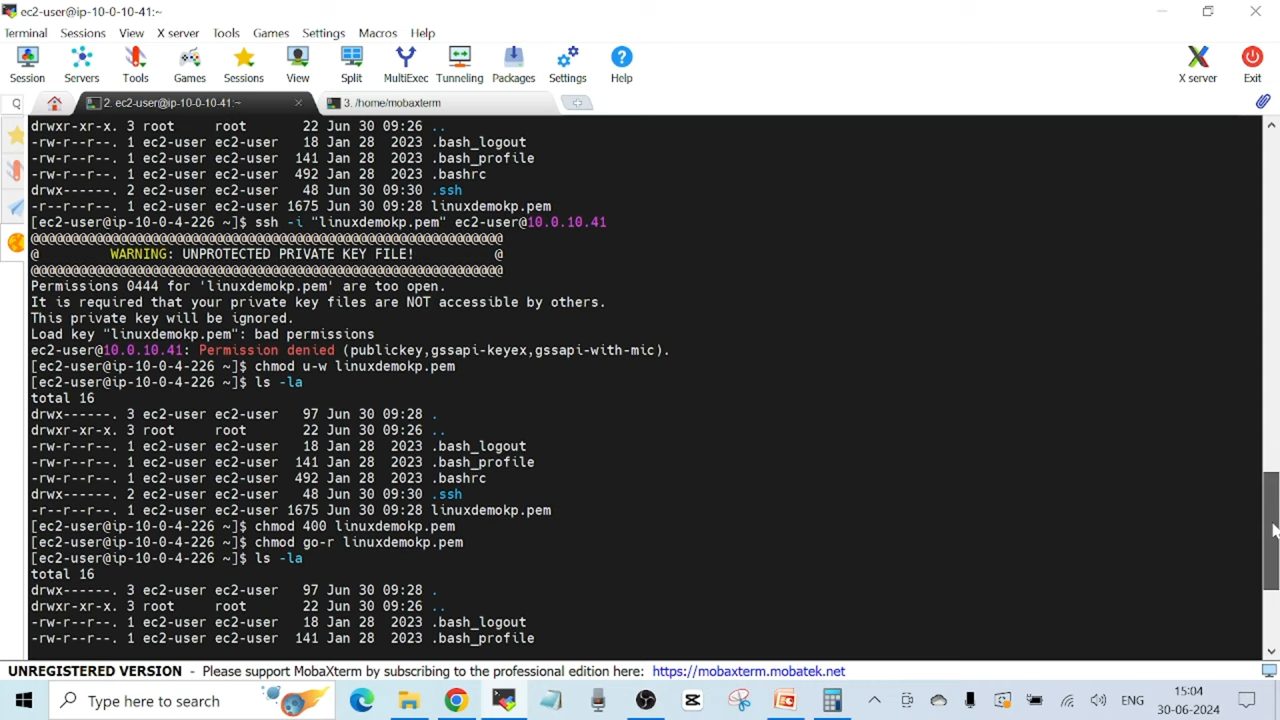 ec2-user@ip-10-0-10-41:~
Terminal Sessions View X server Tools Games Settings Macros Help
Session Servers Tools Games Sessions View Split MultiExec Tunneling Packages Settings Help X server Exit
2. ec2-user@ip-10-0-10-41:~ 3. /home/mobaxterm
drwxr-xr-x. 3 root     root       22 Jun 30 09:26 ..
-rw-r--r--. 1 ec2-user ec2-user   18 Jan 28  2023 .bash_logout
-rw-r--r--. 1 ec2-user ec2-user  141 Jan 28  2023 .bash_profile
-rw-r--r--. 1 ec2-user ec2-user  492 Jan 28  2023 .bashrc
drwx------. 2 ec2-user ec2-user   48 Jun 30 09:30 .ssh
-r--r--r--. 1 ec2-user ec2-user 1675 Jun 30 09:28 linuxdemokp.pem
[ec2-user@ip-10-0-4-226 ~]$ ssh -i "linuxdemokp.pem" ec2-user@10.0.10.41
@@@@@@@@@@@@@@@@@@@@@@@@@@@@@@@@@@@@@@@@@@@@@@@@@@@@@@@@@@@
@         WARNING: UNPROTECTED PRIVATE KEY FILE!          @
@@@@@@@@@@@@@@@@@@@@@@@@@@@@@@@@@@@@@@@@@@@@@@@@@@@@@@@@@@@
Permissions 0444 for 'linuxdemokp.pem' are too open.
It is required that your private key files are NOT accessible by others.
This private key will be ignored.
Load key "linuxdemokp.pem": bad permissions
ec2-user@10.0.10.41: Permission denied (publickey,gssapi-keyex,gssapi-with-mic).
[ec2-user@ip-10-0-4-226 ~]$ chmod u-w linuxdemokp.pem
[ec2-user@ip-10-0-4-226 ~]$ ls -la
total 16
drwx------. 3 ec2-user ec2-user   97 Jun 30 09:28 .
drwxr-xr-x. 3 root     root       22 Jun 30 09:26 ..
-rw-r--r--. 1 ec2-user ec2-user   18 Jan 28  2023 .bash_logout
-rw-r--r--. 1 ec2-user ec2-user  141 Jan 28  2023 .bash_profile
-rw-r--r--. 1 ec2-user ec2-user  492 Jan 28  2023 .bashrc
drwx------. 2 ec2-user ec2-user   48 Jun 30 09:30 .ssh
-r--r--r--. 1 ec2-user ec2-user 1675 Jun 30 09:28 linuxdemokp.pem
[ec2-user@ip-10-0-4-226 ~]$ chmod 400 linuxdemokp.pem
[ec2-user@ip-10-0-4-226 ~]$ chmod go-r linuxdemokp.pem
[ec2-user@ip-10-0-4-226 ~]$ ls -la
total 16
drwx------. 3 ec2-user ec2-user   97 Jun 30 09:28 .
drwxr-xr-x. 3 root     root       22 Jun 30 09:26 ..
-rw-r--r--. 1 ec2-user ec2-user   18 Jan 28  2023 .bash_logout
-rw-r--r--. 1 ec2-user ec2-user  141 Jan 28  2023 .bash_profile
UNREGISTERED VERSION - Please support MobaXterm by subscribing to the professional edition here: https://mobaxterm.mobatek.net
Type here to search ENG 15:04
30-06-2024